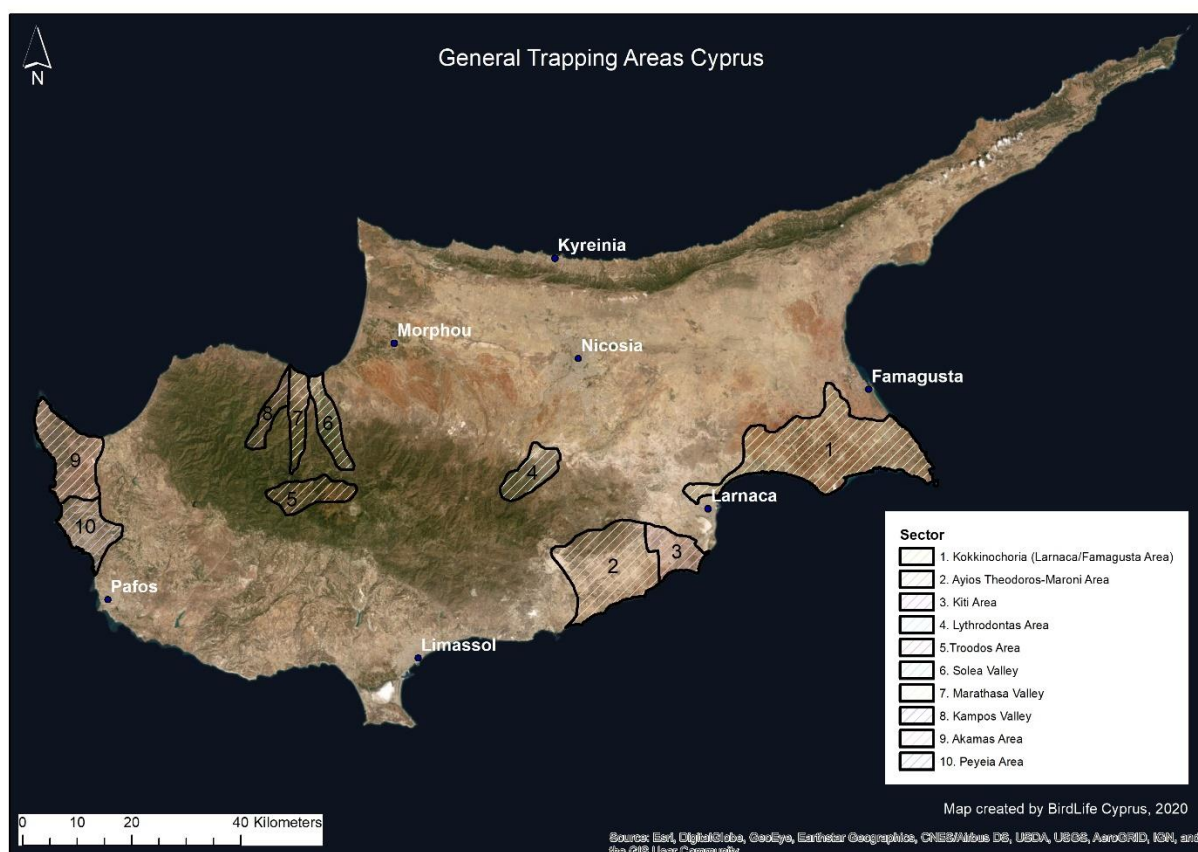 General Trapping Areas Cyprus
N
Kyreinia
Morphou
Nicosia
Famagusta
8
7
6
9
1
4
5
Larnaca
10
2
3
Pafos
Limassol
Sector
1. Kokkinochoria (Larnaca/Famagusta Area)
2. Ayios Theodoros-Maroni Area
3. Kiti Area
4. Lythrodontas Area
5.Troodos Area
6. Solea Valley
7. Marathasa Valley
8. Kampos Valley
9. Akamas Area
10. Peyeia Area
Map created by BirdLife Cyprus, 2020
0 10 20 40 Kilometers
Source: Esri, DigitalGlobe, GeoEye, Earthstar Geographics, CNES/Airbus DS, USDA, USGS, AeroGRID, IGN, and
the GIS User Community